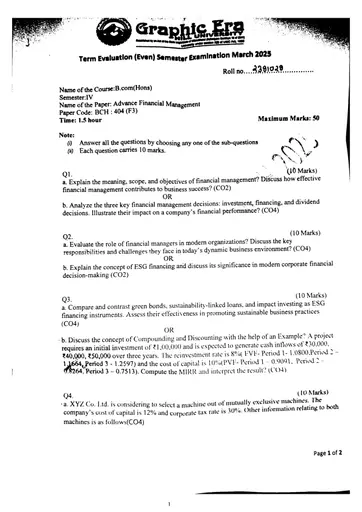 Graphic Era
HILL UNIVERSITY
Term Evaluation (Even) Semester Examination March 2025
Roll no....2291029..............
Name of the Course:B.com(Hons)
Semester:IV
Name of the Paper: Advance Financial Management
Paper Code: BCH : 404 (F3)
Time: 1.5 hour Maximum Marks: 50
Note:
(i) Answer all the questions by choosing any one of the sub-questions
(ii) Each question carries 10 marks.
(10 Marks)
Q1.
a. Explain the meaning, scope, and objectives of financial management? Discuss how effective
financial management contributes to business success? (CO2)
OR
b. Analyze the three key financial management decisions: investment, financing, and dividend
decisions. Illustrate their impact on a company's financial performance? (CO4)
(10 Marks)
Q2.
a. Evaluate the role of financial managers in modern organizations? Discuss the key
responsibilities and challenges they face in today's dynamic business environment? (CO4)
OR
b. Explain the concept of ESG financing and discuss its significance in modern corporate financial
decision-making (CO2)
(10 Marks)
Q3.
a. Compare and contrast green bonds, sustainability-linked loans, and impact investing as ESG
financing instruments. Assess their effectiveness in promoting sustainable business practices
(CO4)
OR
b. Discuss the concept of Compounding and Discounting with the help of an Example? A project
requires an initial investment of ₹1,00,000 and is expected to generate cash inflows of ₹30,000,
₹40,000, ₹50,000 over three years. The reinvestment rate is 8%( FVF- Period 1- 1.0800,Period 2 –
1.1664, Period 3 - 1.2597) and the cost of capital is 10%(PVF- Period 1 – 0.9091, Period 2 -
0.8264, Period 3 – 0.7513). Compute the MIRR and interpret the result? (CO4)
(10 Marks)
Q4.
a. XYZ Co. Ltd. is considering to select a machine out of mutually exclusive machines. The
company's cost of capital is 12% and corporate tax rate is 30%. Other information relating to both
machines is as follows(CO4)
Page 1 of 2
1